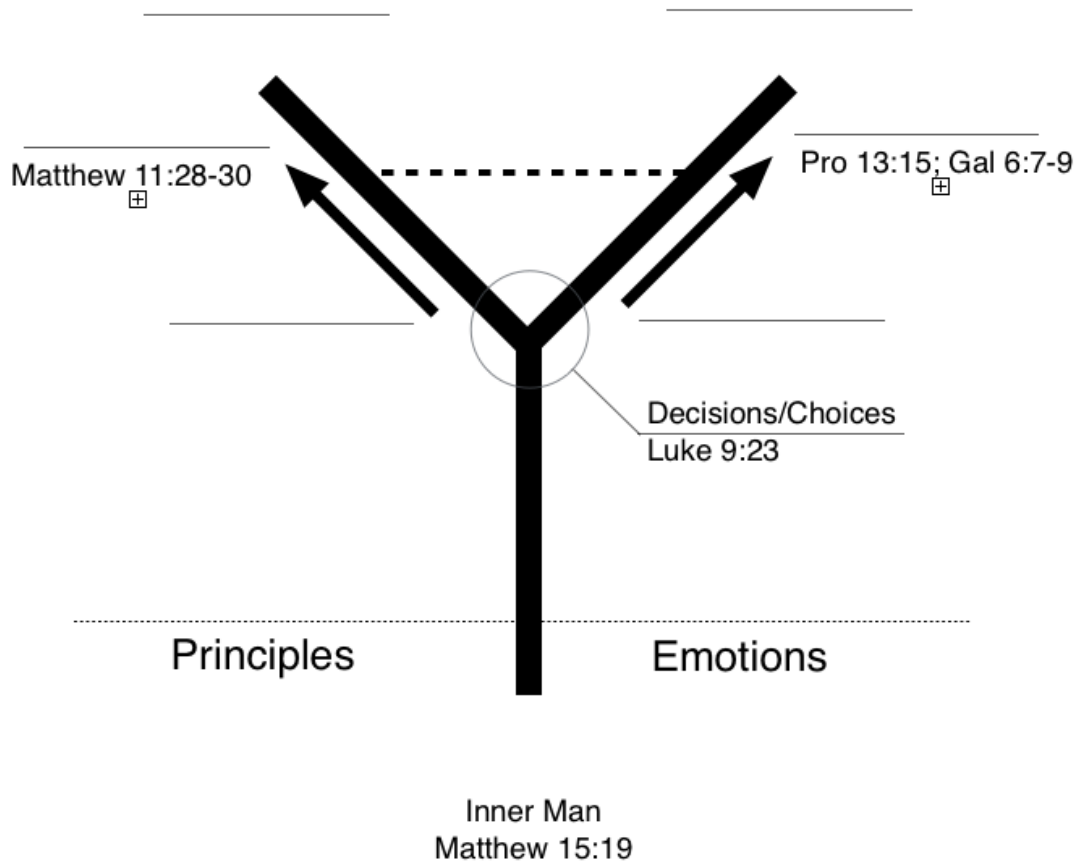 Matthew 11:28-30
Pro 13:15; Gal 6:7-9
Decisions/Choices
Luke 9:23
Principles
Emotions
Inner Man
Matthew 15:19